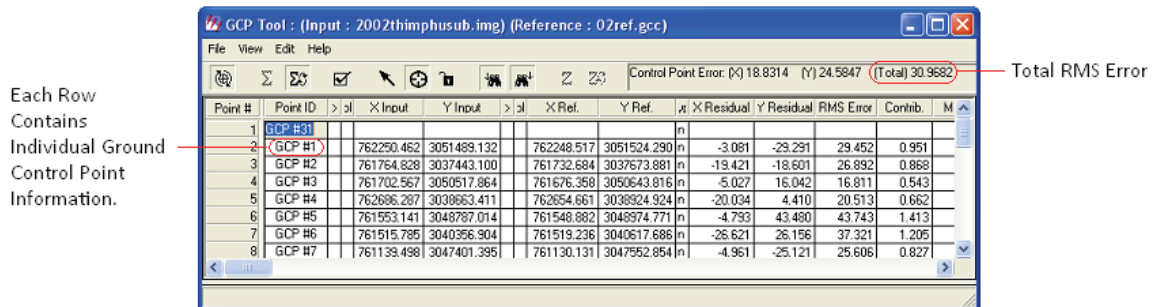 GCP Tool : (Input : 2002thimphusub.img) (Reference : 02ref.gcc)
File View Edit Help
Control Point Error: (X) 18.8314 (Y) 24.5847 (Total) 30.9682
Total RMS Error
Each Row
Contains
Individual Ground
Control Point
Information.
Point # Point ID > X Input Y Input > X Ref. Y Ref. X Residual Y Residual RMS Error Contrib. M
1 GCP #31 n
2 GCP #1 762250.462 3051489.132 762248.517 3051524.290 n -3.081 -29.291 29.452 0.951
3 GCP #2 761764.828 3037443.100 761732.684 3037673.881 n -19.421 -18.601 26.892 0.868
4 GCP #3 761702.567 3050517.864 761676.358 3050643.816 n -5.027 16.042 16.811 0.543
5 GCP #4 762686.287 3038663.411 762654.661 3038924.924 n -20.034 4.410 20.513 0.662
6 GCP #5 761553.141 3048787.014 761548.882 3048974.771 n -4.793 43.480 43.743 1.413
7 GCP #6 761515.785 3040356.904 761519.236 3040617.686 n -26.621 26.156 37.321 1.205
8 GCP #7 761139.498 3047401.395 761130.131 3047552.854 n -4.961 -25.121 25.606 0.827